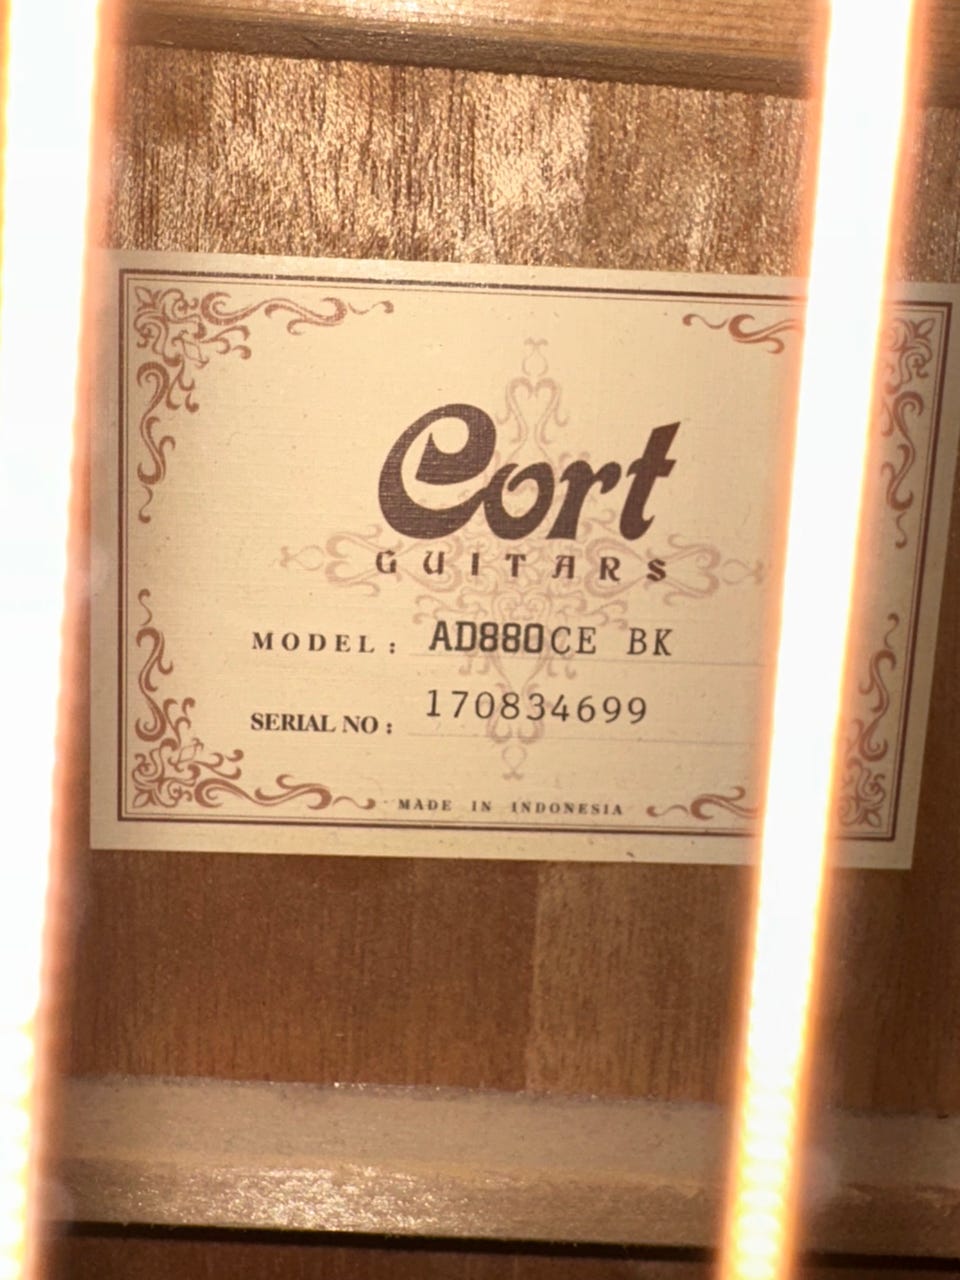 Cort
GUITARS
MODEL : AD880CE BK
SERIAL NO : 170834699
MADE IN INDONESIA